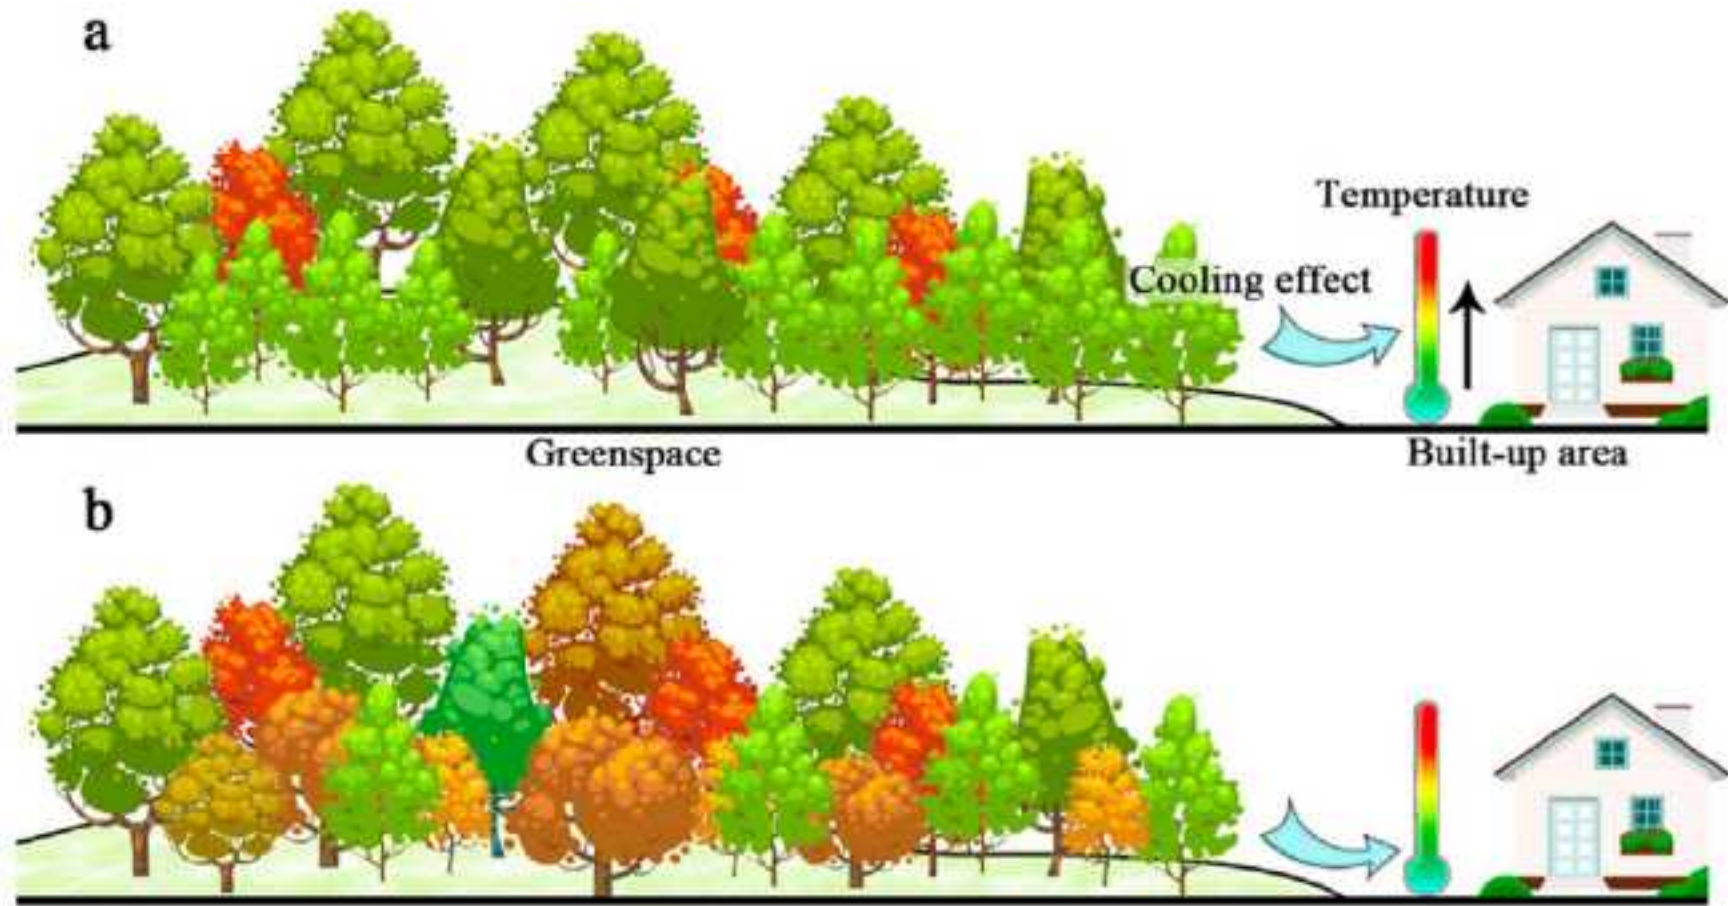 a
Temperature
Cooling effect
Greenspace
Built-up area
b